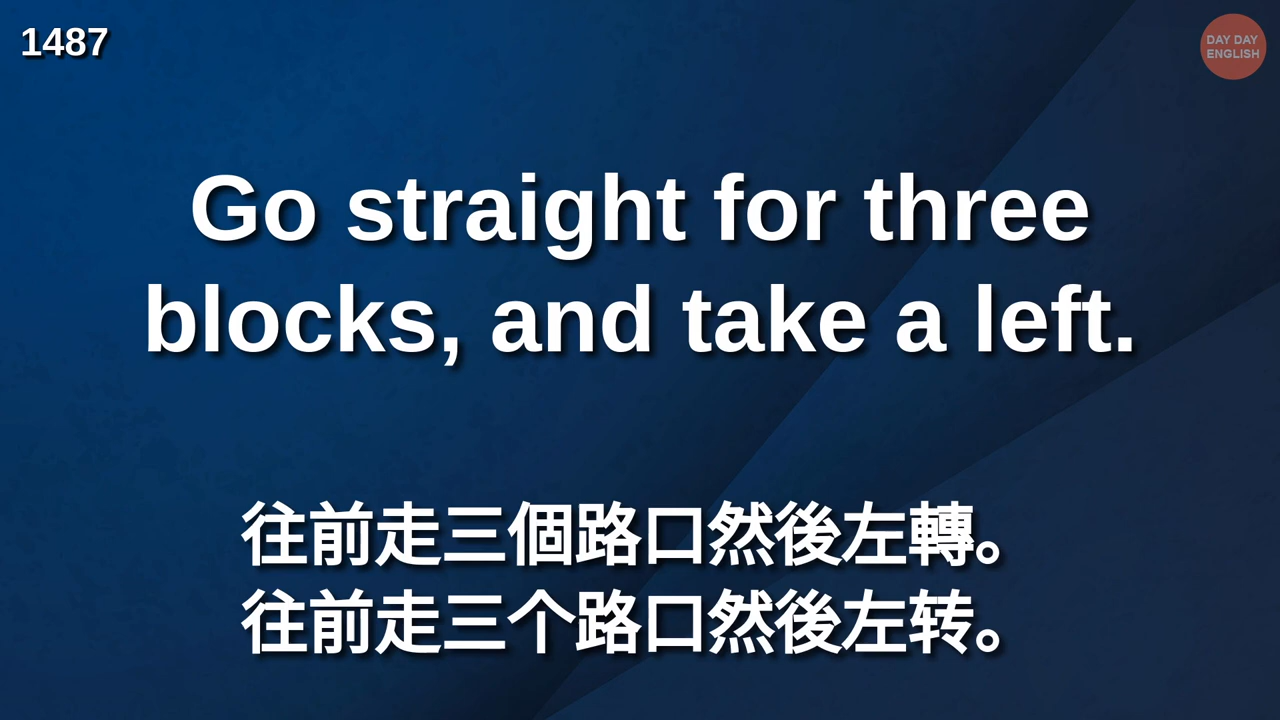 1487
DAY DAY
ENGLISH
Go straight for three
blocks, and take a left.
往前走三個路口然後左轉。
往前走三个路口然後左转。